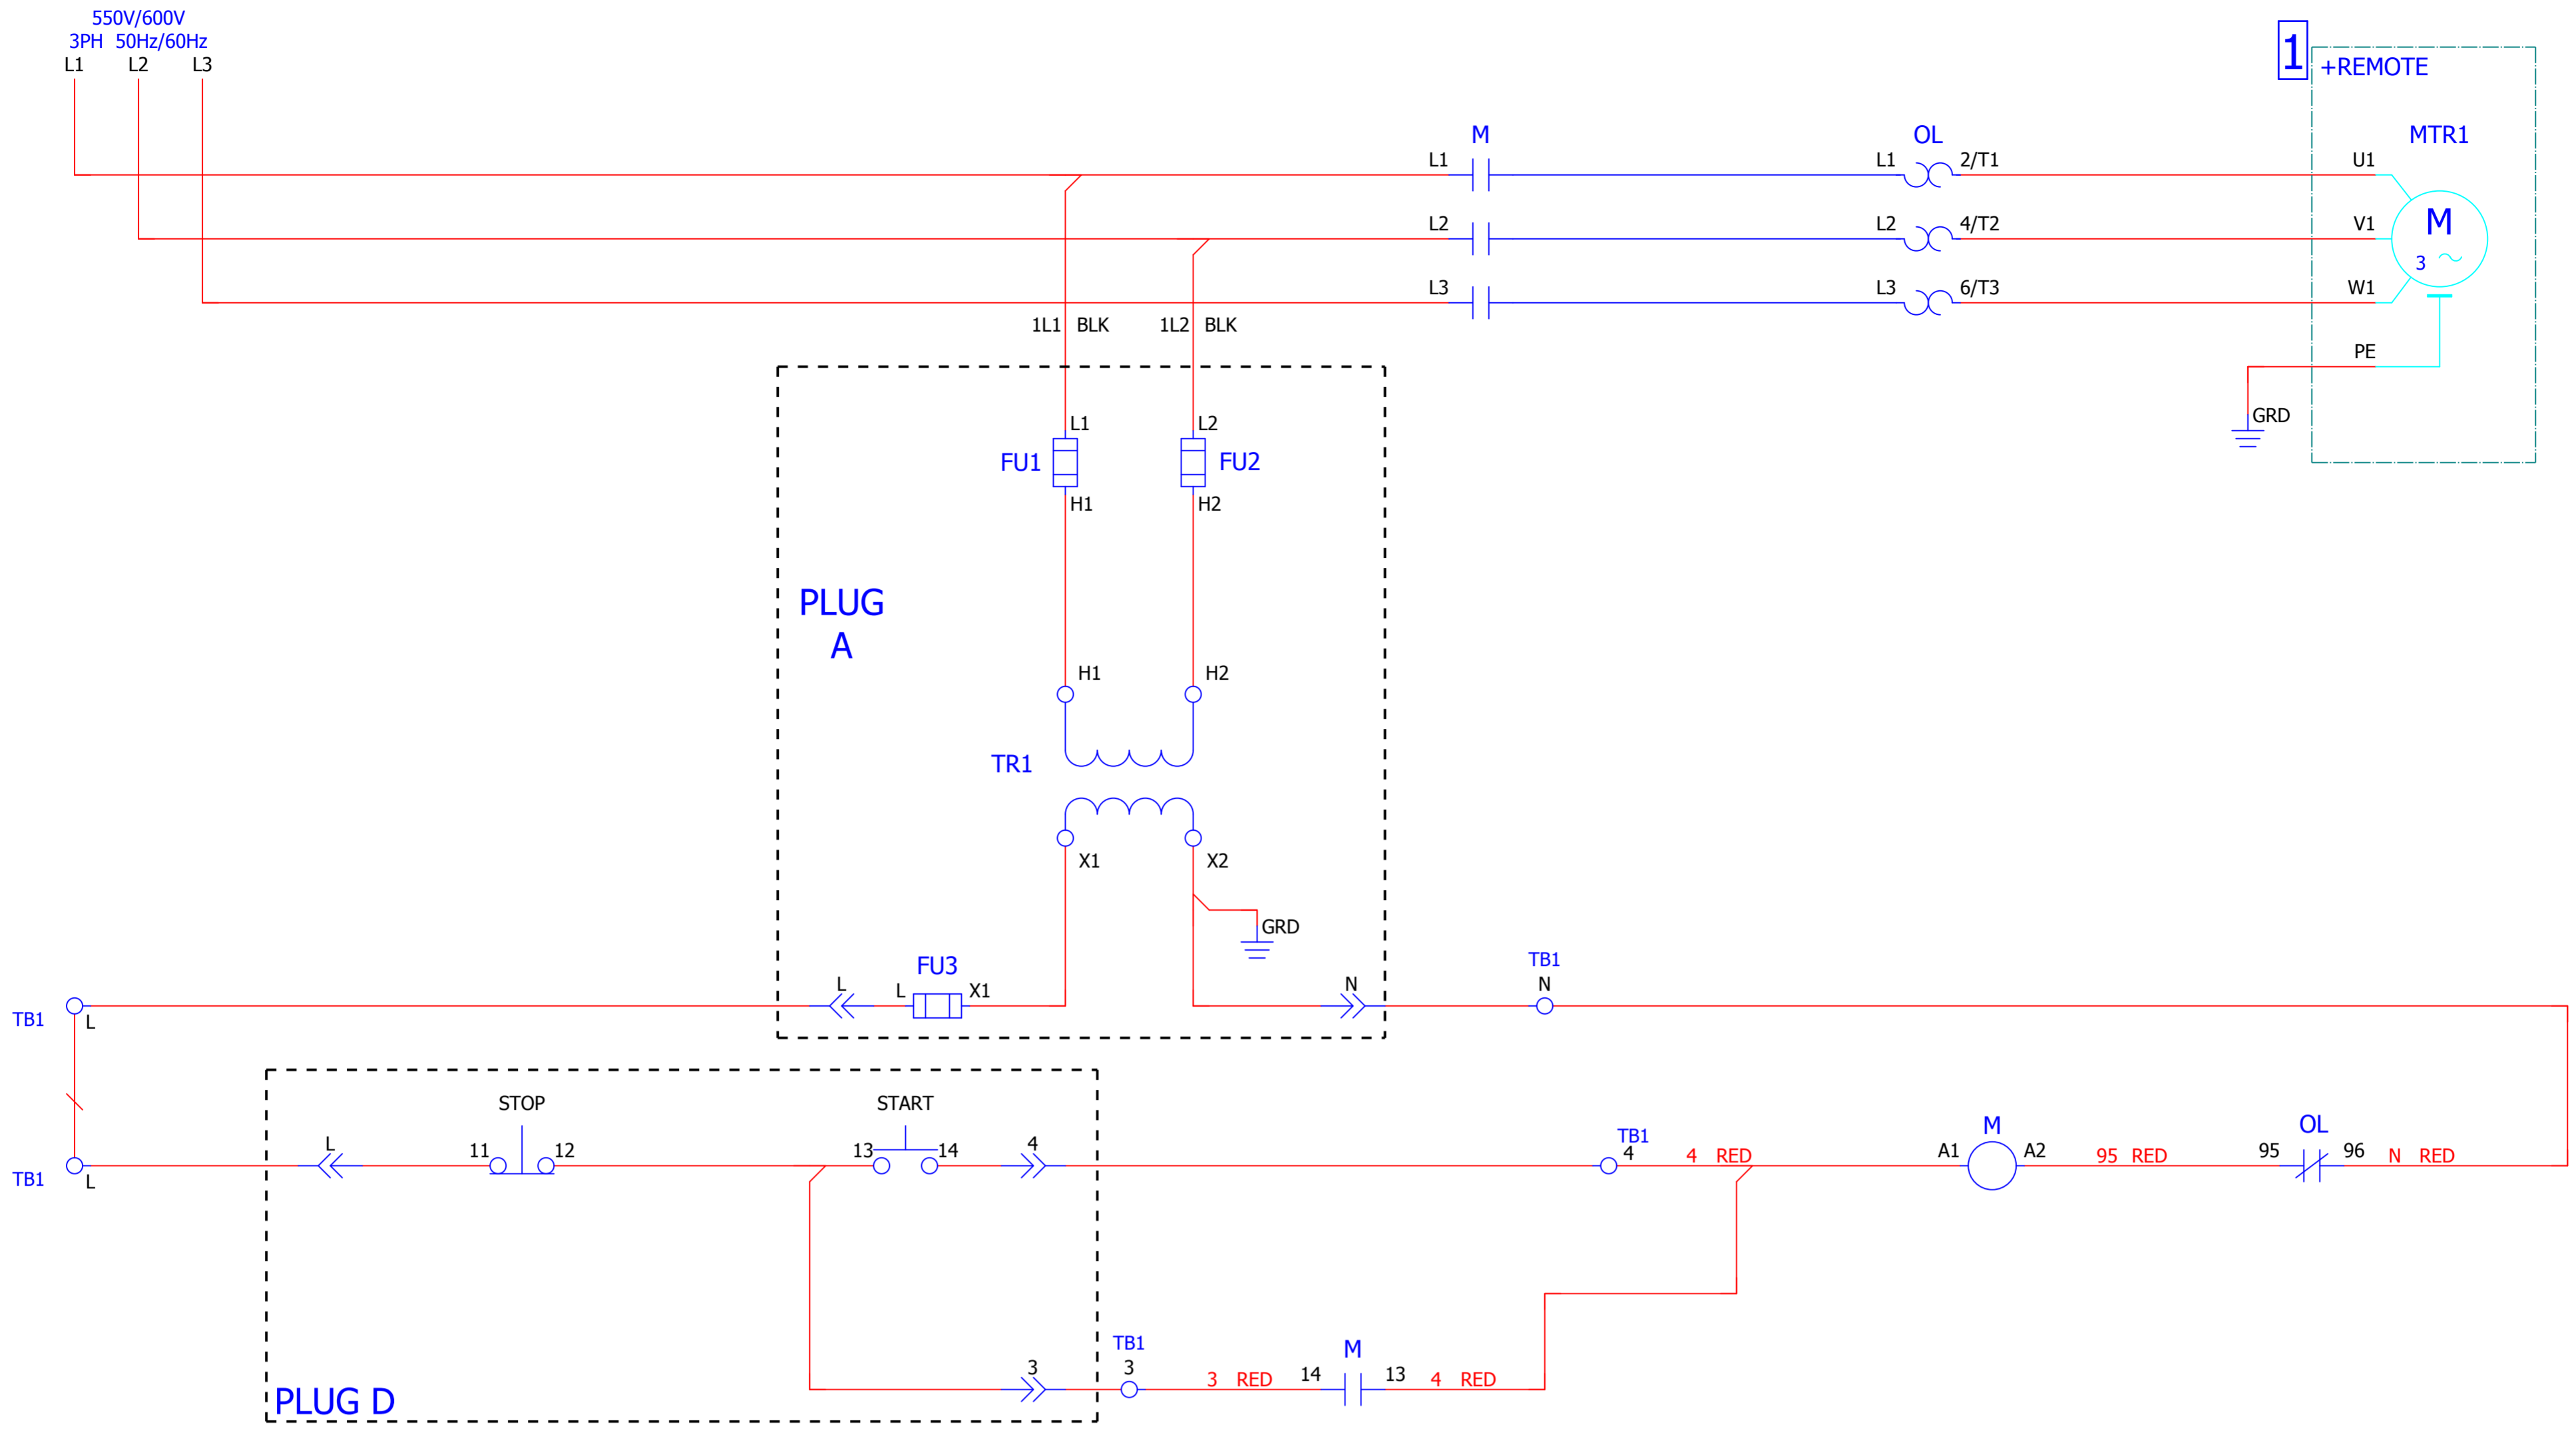 550V/600V
3PH 50Hz/60Hz
L1 L2 L3
1
+REMOTE
M OL MTR1
L1 L1 2/T1 U1
L2 L2 4/T2 V1
M
3
L3 L3 6/T3 W1
1L1 BLK 1L2 BLK
PE
GRD
L1 L2
FU1 FU2
H1 H2
PLUG
A
H1 H2
TR1
X1 X2
GRD
FU3
L L X1 N
TB1
N
TB1 L
STOP START
L 11 12 13 14 4
TB1
4
4 RED
M
A1 A2
95 RED
OL
95 96
N RED
TB1 L
TB1
3 3
3 RED
M
14 13
4 RED
PLUG D